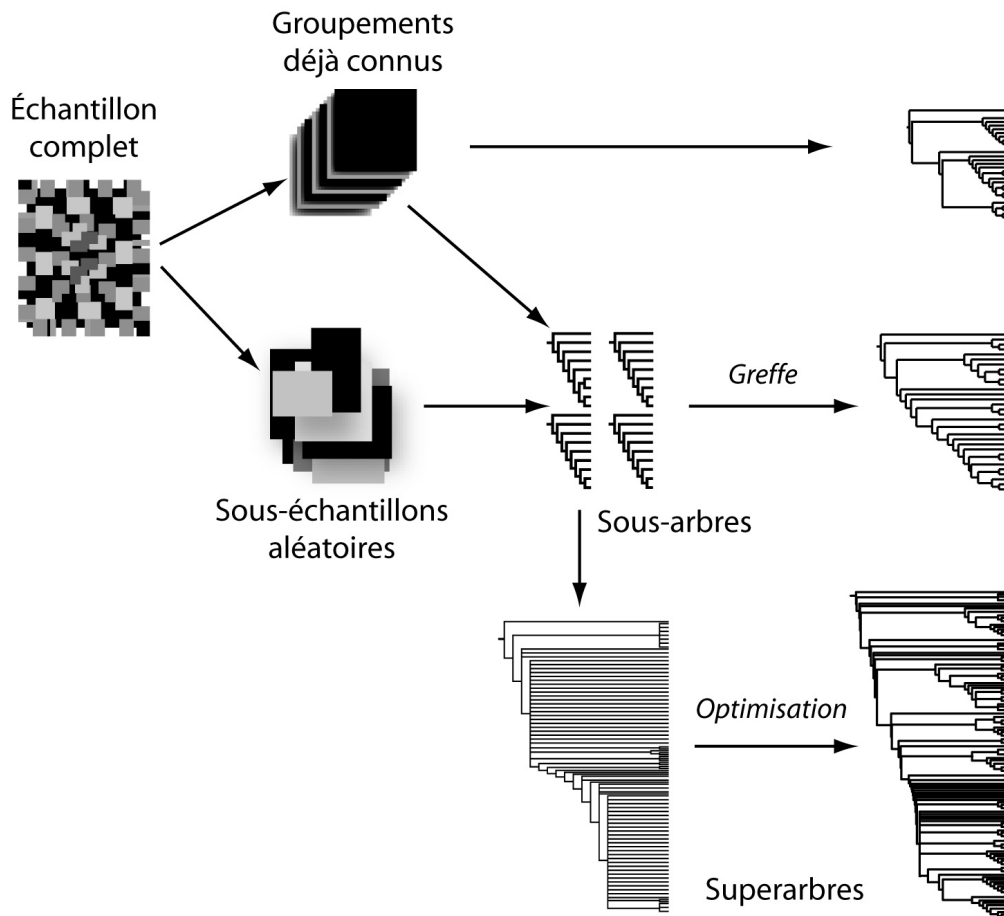 Groupements
déjà connus
Échantillon
complet
Greffe
Sous-échantillons
aléatoires
Sous-arbres
Optimisation
Superarbres